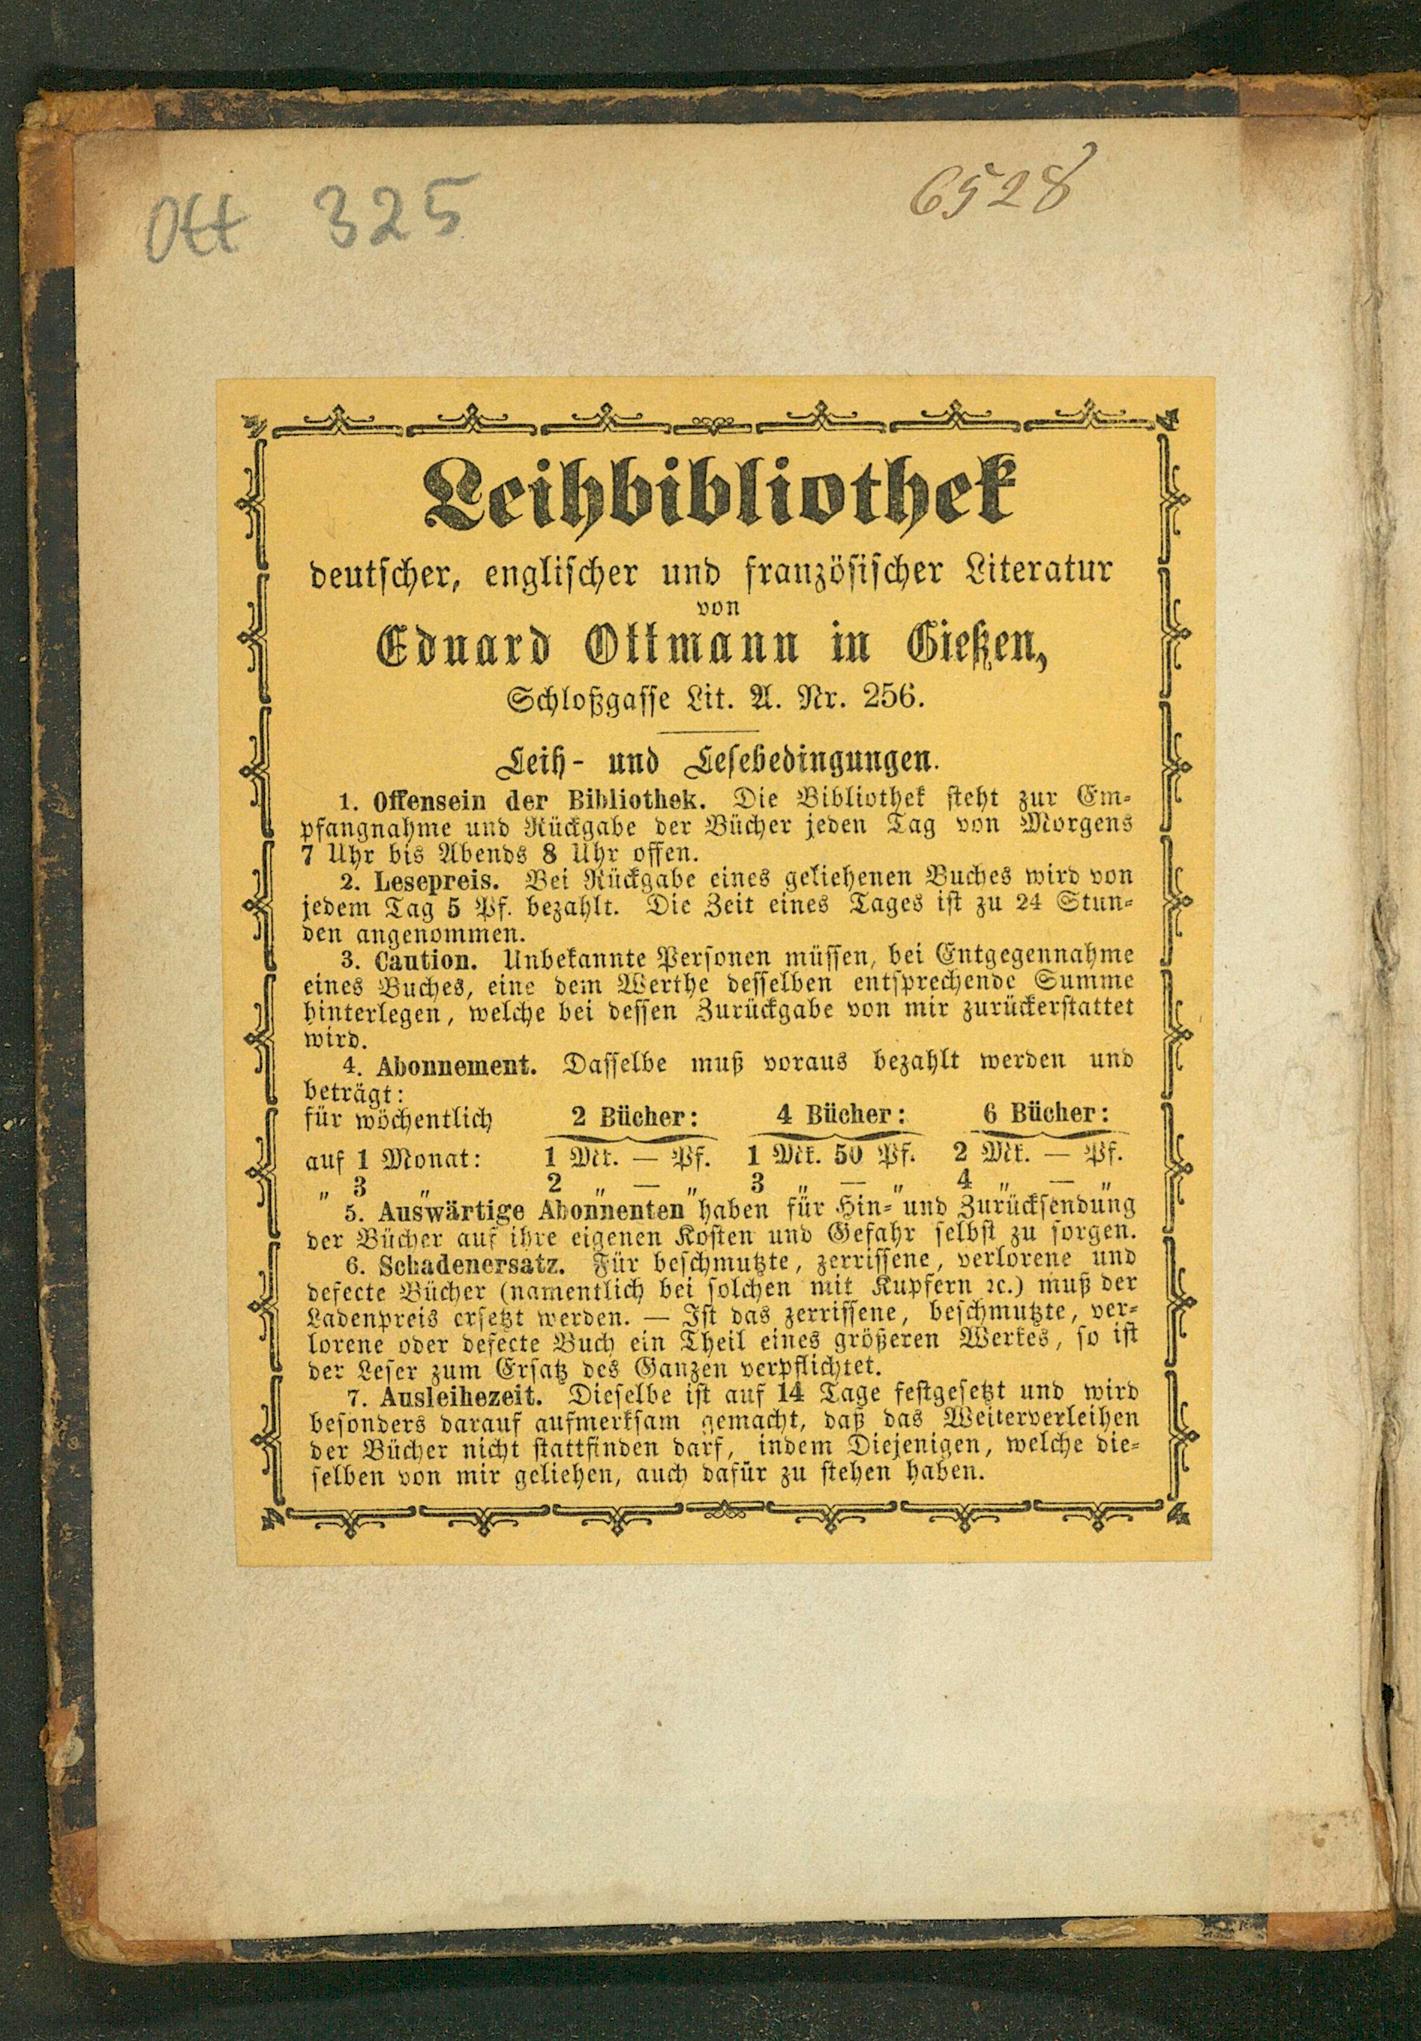 Ott 325
6528
Leihbibliothek
deutscher, englischer und französischer Literatur
von
Eduard Ottmann in Gießen,
Schloßgasse Lit. A. Nr. 256.
Leih- und Lesebedingungen.
1. Offensein der Bibliothek. Die Bibliothek steht zur Em-
pfangnahme und Rückgabe der Bücher jeden Tag von Morgens
7 Uhr bis Abends 8 Uhr offen.
2. Lesepreis. Bei Rückgabe eines geliehenen Buches wird von
jedem Tag 5 Pf. bezahlt. Die Zeit eines Tages ist zu 24 Stun-
den angenommen.
3. Caution. Unbekannte Personen müssen, bei Entgegennahme
eines Buches, eine dem Werthe desselben entsprechende Summe
hinterlegen, welche bei dessen Zurückgabe von mir zurückerstattet
wird.
4. Abonnement. Dasselbe muß voraus bezahlt werden und
beträgt:
für wöchentlich 2 Bücher: 4 Bücher: 6 Bücher:
auf 1 Monat: 1 Mk. — Pf. 1 Mk. 50 Pf. 2 Mk. — Pf.
„ 3 „ 2 „ — „ 3 „ — „ 4 „ — „
5. Auswärtige Abonnenten haben für Hin- und Zurücksendung
der Bücher auf ihre eigenen Kosten und Gefahr selbst zu sorgen.
6. Schadenersatz. Für beschmutzte, zerrissene, verlorene und
defecte Bücher (namentlich bei solchen mit Kupfern ꝛc.) muß der
Ladenpreis ersetzt werden. — Ist das zerrissene, beschmutzte, ver-
lorene oder defecte Buch ein Theil eines größeren Werkes, so ist
der Leser zum Ersatz des Ganzen verpflichtet.
7. Ausleihezeit. Dieselbe ist auf 14 Tage festgesetzt und wird
besonders darauf aufmerksam gemacht, daß das Weiterverleihen
der Bücher nicht stattfinden darf, indem Diejenigen, welche die-
selben von mir geliehen, auch dafür zu stehen haben.